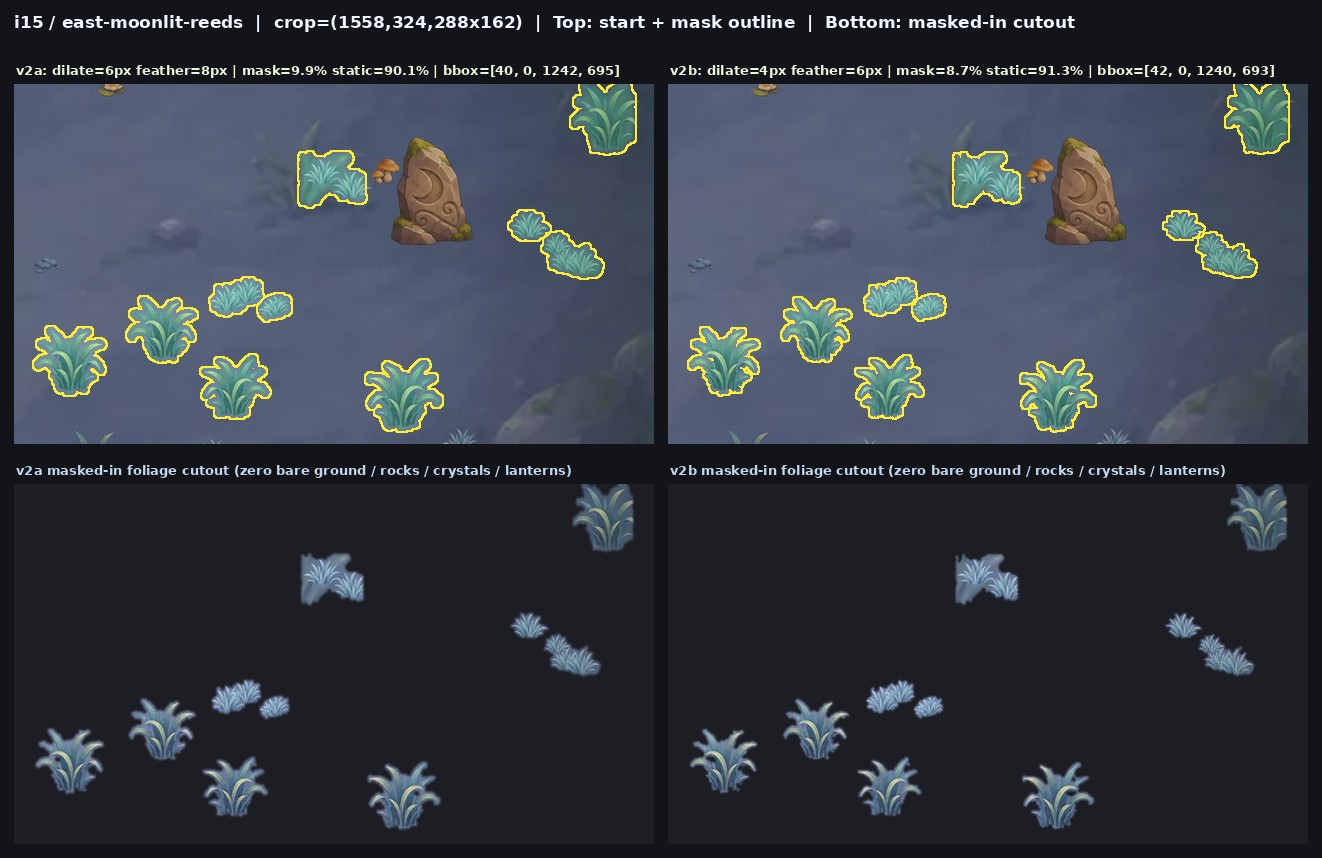 i15 / east-moonlit-reeds | crop=(1558,324,288x162) | Top: start + mask outline | Bottom: masked-in cutout
v2a: dilate=6px feather=8px | mask=9.9% static=90.1% | bbox=[40, 0, 1242, 695]
v2b: dilate=4px feather=6px | mask=8.7% static=91.3% | bbox=[42, 0, 1240, 693]
v2a masked-in foliage cutout (zero bare ground / rocks / crystals / lanterns)
v2b masked-in foliage cutout (zero bare ground / rocks / crystals / lanterns)